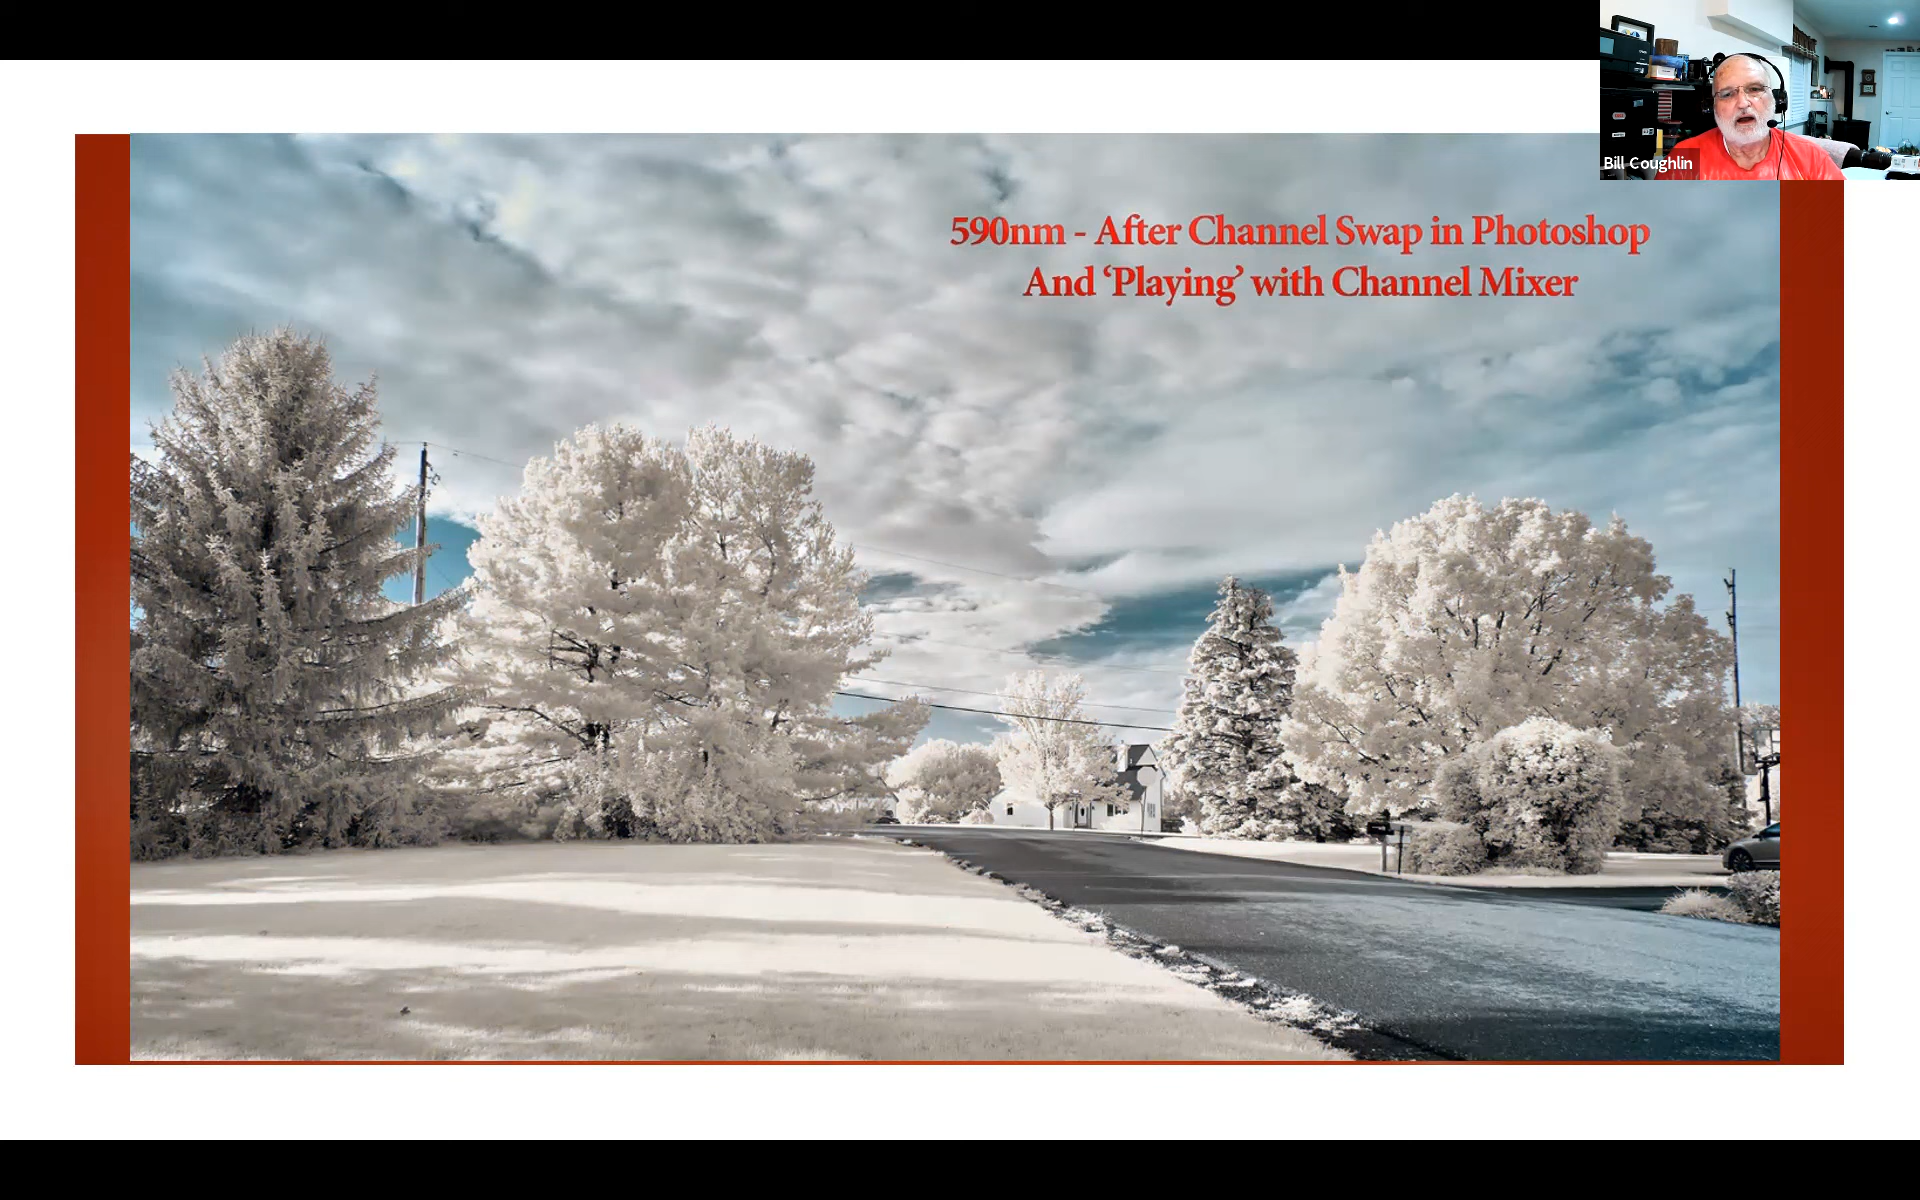 590nm - After Channel Swap in Photoshop
And ‘Playing’ with Channel Mixer
Bill Coughlin